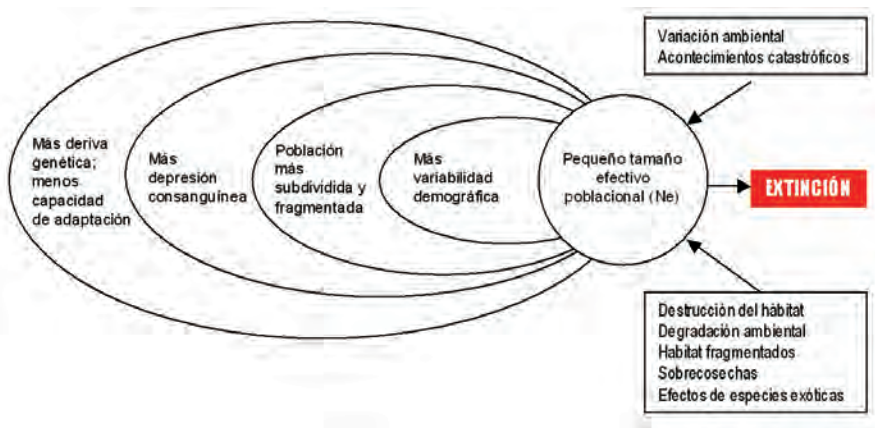 Variación ambiental
Acontecimientos catastróficos
Más deriva
genética;
menos
capacidad
de adaptación
Más
depresión
consanguínea
Población
más
subdividida y
fragmentada
Más
variabilidad
demográfica
Pequeño tamaño
efectivo
poblacional (Ne)
EXTINCIÓN
Destrucción del hábitat
Degradación ambiental
Habitat fragmentados
Sobrecosechas
Efectos de especies exóticas